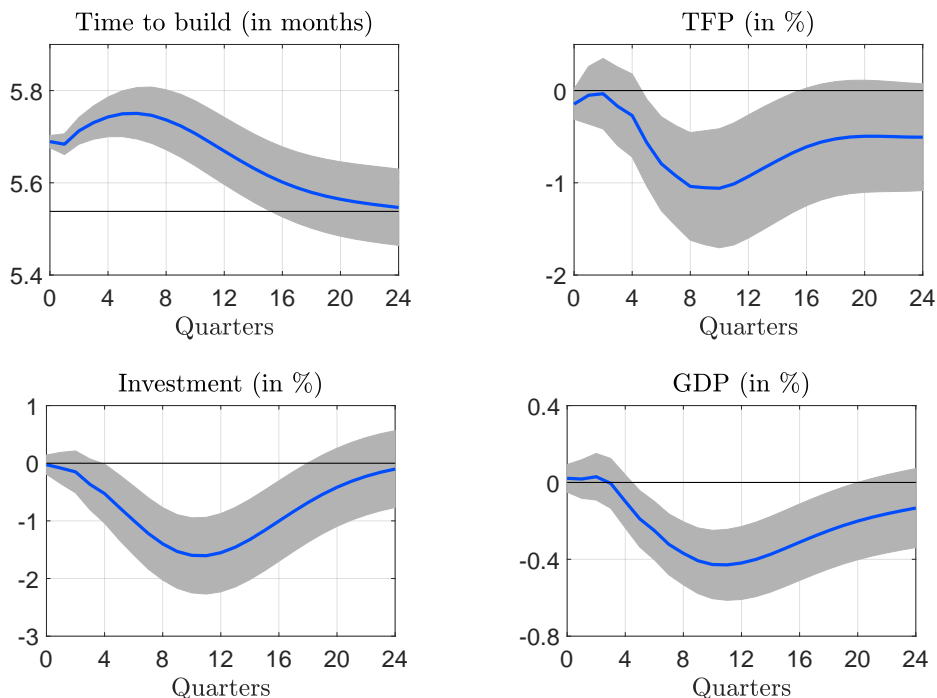 Time to build (in months)
5.8
5.6
5.4
0 4 8 12 16 20 24
Quarters
TFP (in %)
0
-1
-2
0 4 8 12 16 20 24
Quarters
Investment (in %)
1
0
-1
-2
-3
0 4 8 12 16 20 24
Quarters
GDP (in %)
0.4
0
-0.4
-0.8
0 4 8 12 16 20 24
Quarters